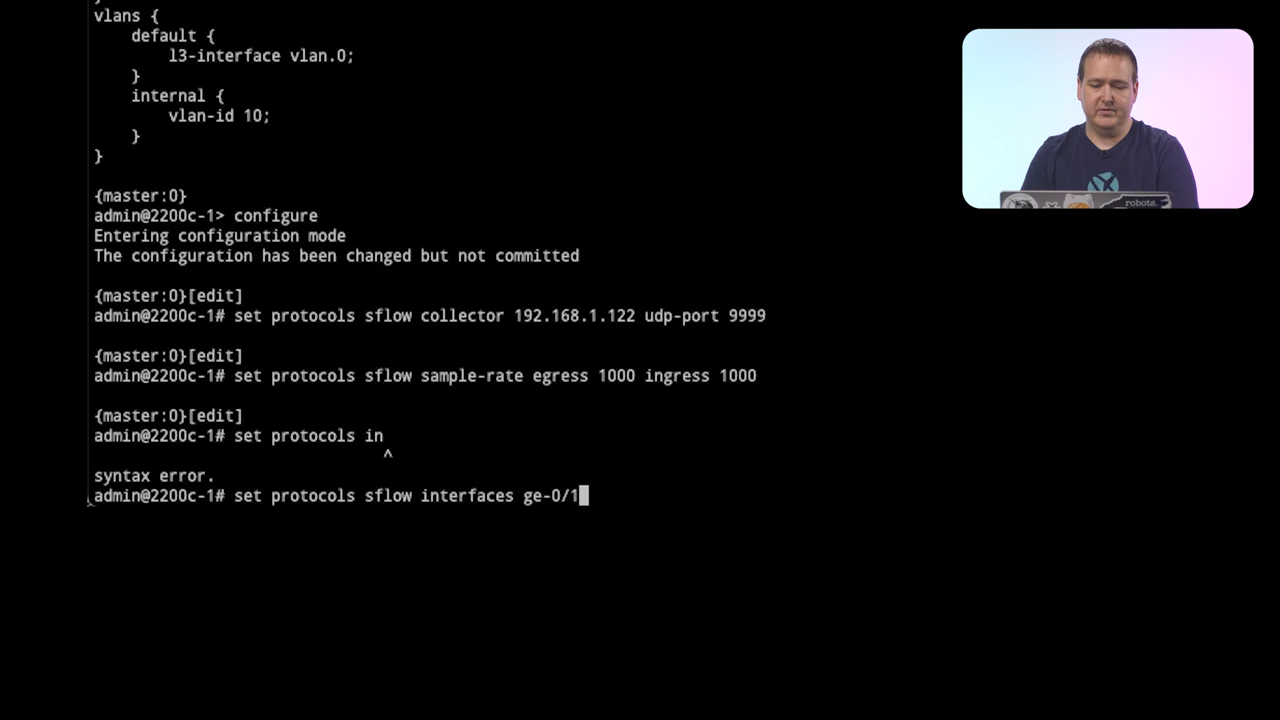 vlans {
default {
l3-interface vlan.0;
}
internal {
vlan-id 10;
}
}
{master:0}
admin@2200c-1> configure
Entering configuration mode
The configuration has been changed but not committed
{master:0}[edit]
admin@2200c-1# set protocols sflow collector 192.168.1.122 udp-port 9999
{master:0}[edit]
admin@2200c-1# set protocols sflow sample-rate egress 1000 ingress 1000
{master:0}[edit]
admin@2200c-1# set protocols in
^
syntax error.
admin@2200c-1# set protocols sflow interfaces ge-0/1
robots.